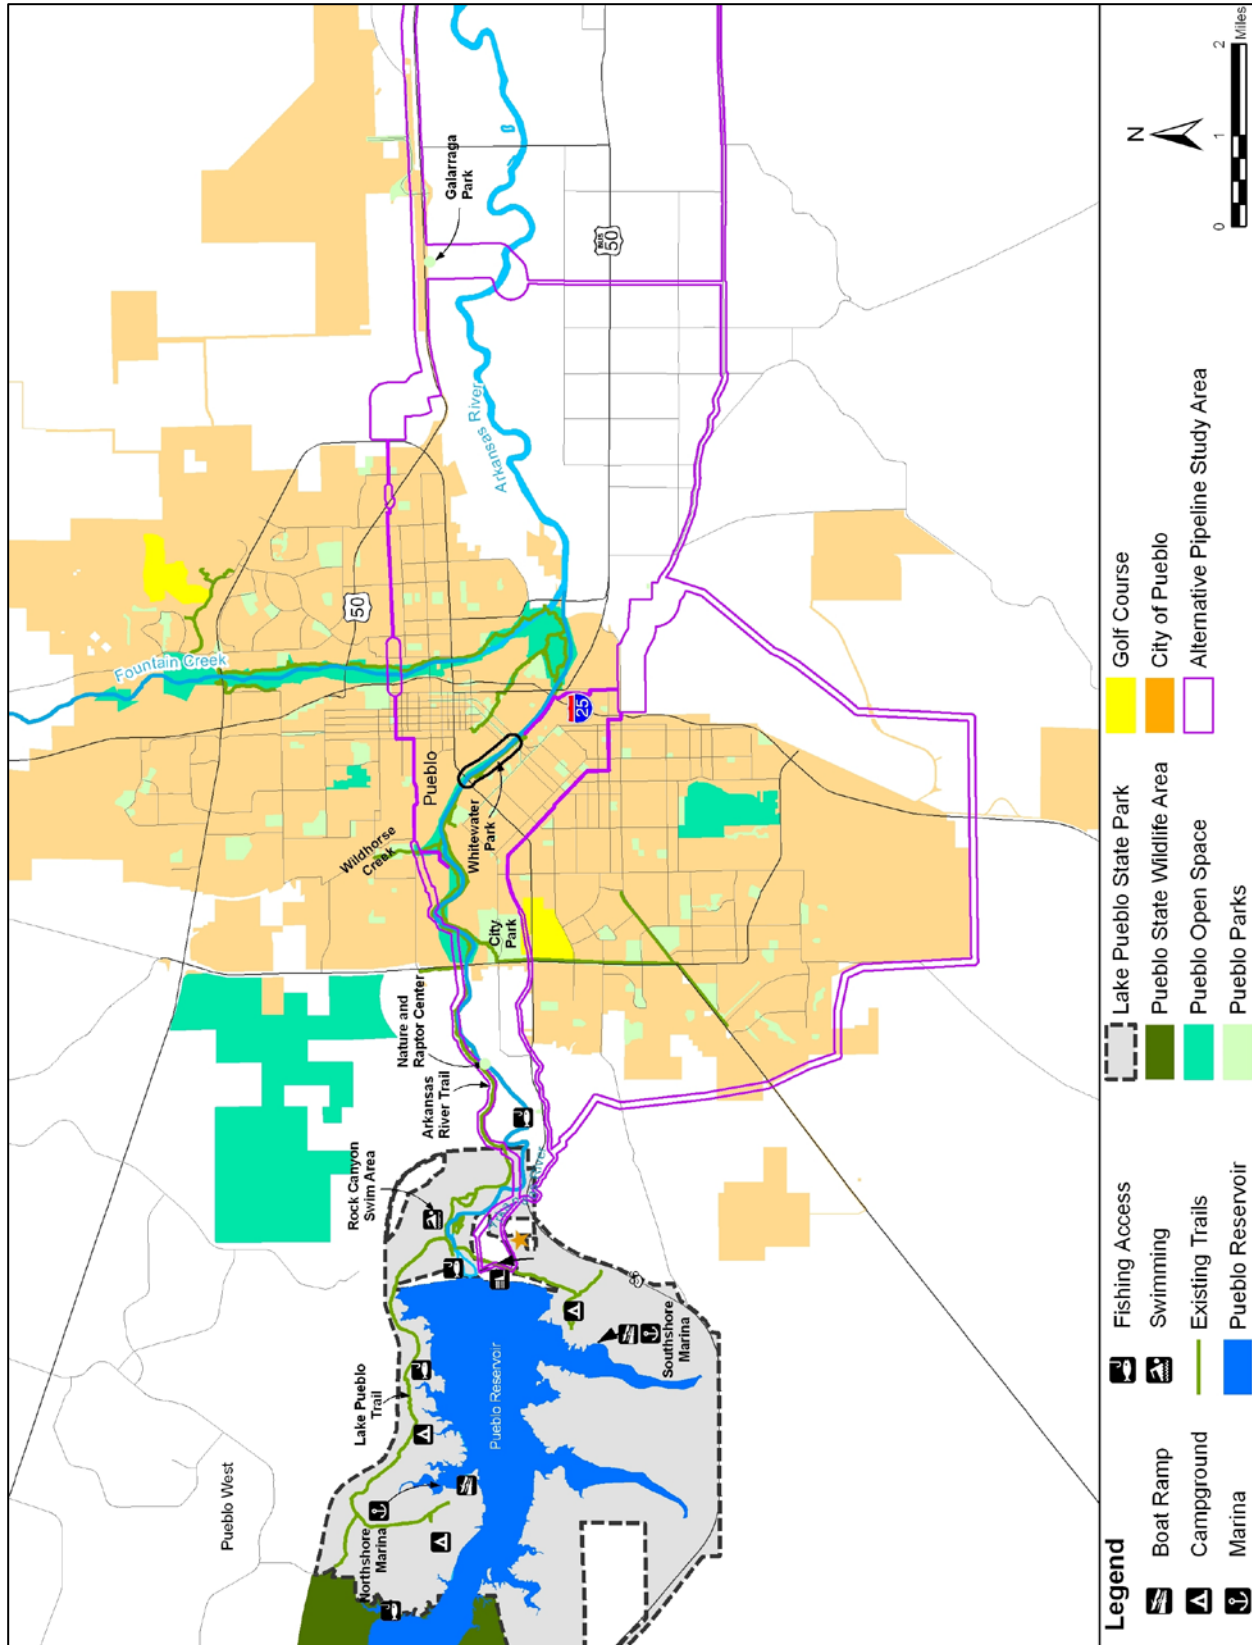 Pueblo West
Northshore
Marina
Lake Pueblo
Trail
Rock Canyon
Swim Area
Pueblo Reservoir
Southshore
Marina
Arkansas
River Trail
Nature and
Raptor Center
City
Park
Wildhorse
Creek
Pueblo
Whitewater
Park
25
Fountain Creek
50
Arkansas River
Galarraga
Park
BUS
50
Legend
Boat Ramp
Campground
Marina
Fishing Access
Swimming
Existing Trails
Pueblo Reservoir
Lake Pueblo State Park
Pueblo State Wildlife Area
Pueblo Open Space
Pueblo Parks
Golf Course
City of Pueblo
Alternative Pipeline Study Area
N
0 1 2
Miles